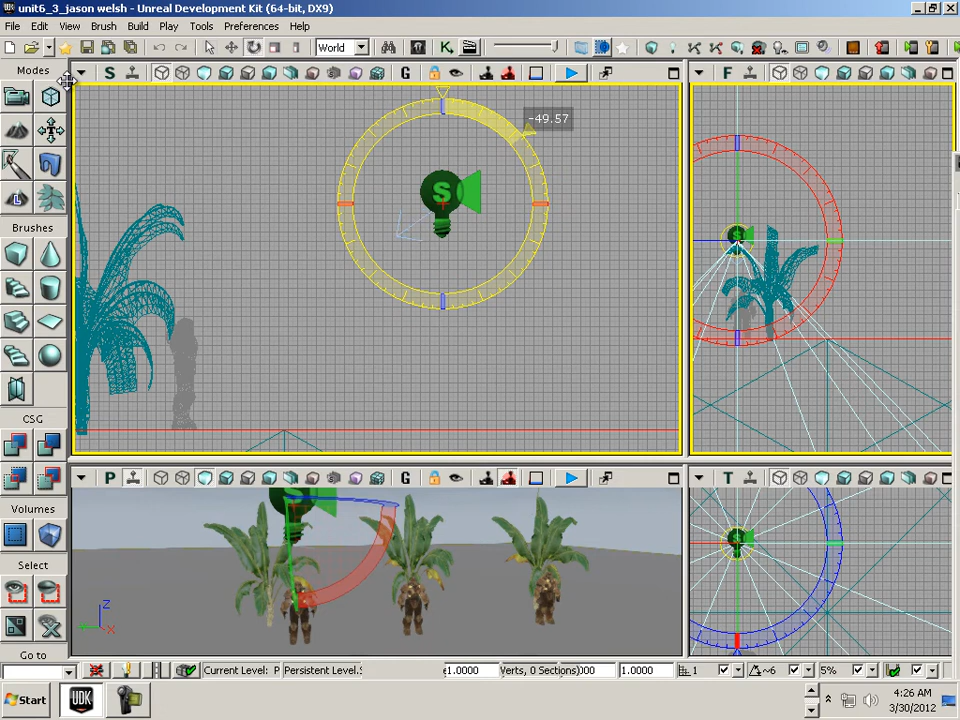 unit6_3_jason welsh - Unreal Development Kit (64-bit, DX9)
File Edit View Brush Build Play Tools Preferences Help
World
Modes
S G
F
-49.57
S
S
Brushes
CSG
P G
T
Volumes
Select
Z
X
Go to
Current Level: P Persistent Level. 1.0000 Verts, 0 Sections) 000 1.0000 1 ~6 5%
Start UDK
4:26 AM
3/30/2012